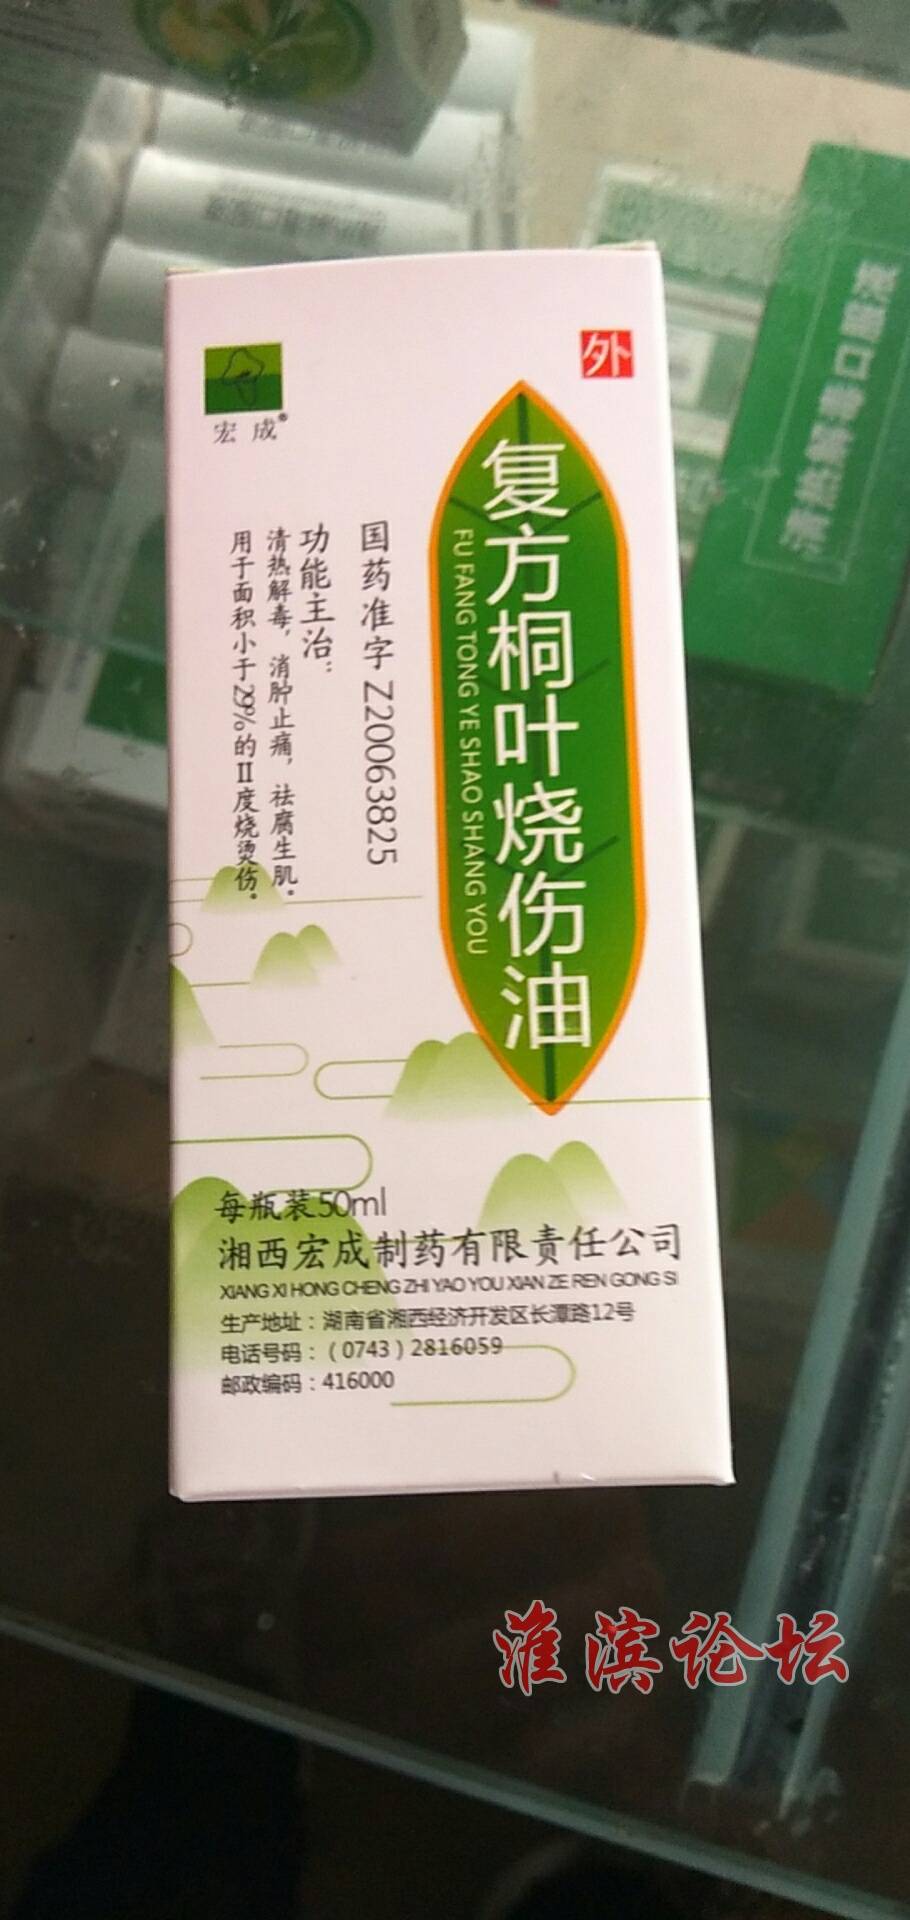 宏成®
外
复方桐叶烧伤油
FU FANG TONG YE SHAO SHANG YOU
国药准字Z20063825
功能主治：
清热解毒，消肿止痛，祛腐生肌。
用于面积小于29%的II度烧烫伤。
每瓶装50ml
湘西宏成制药有限责任公司
XIANG XI HONG CHENG ZHI YAO YOU XIAN ZE REN GONG SI
生产地址：湖南省湘西经济开发区长潭路12号
电话号码：（0743）2816059
邮政编码：416000
淮滨论坛